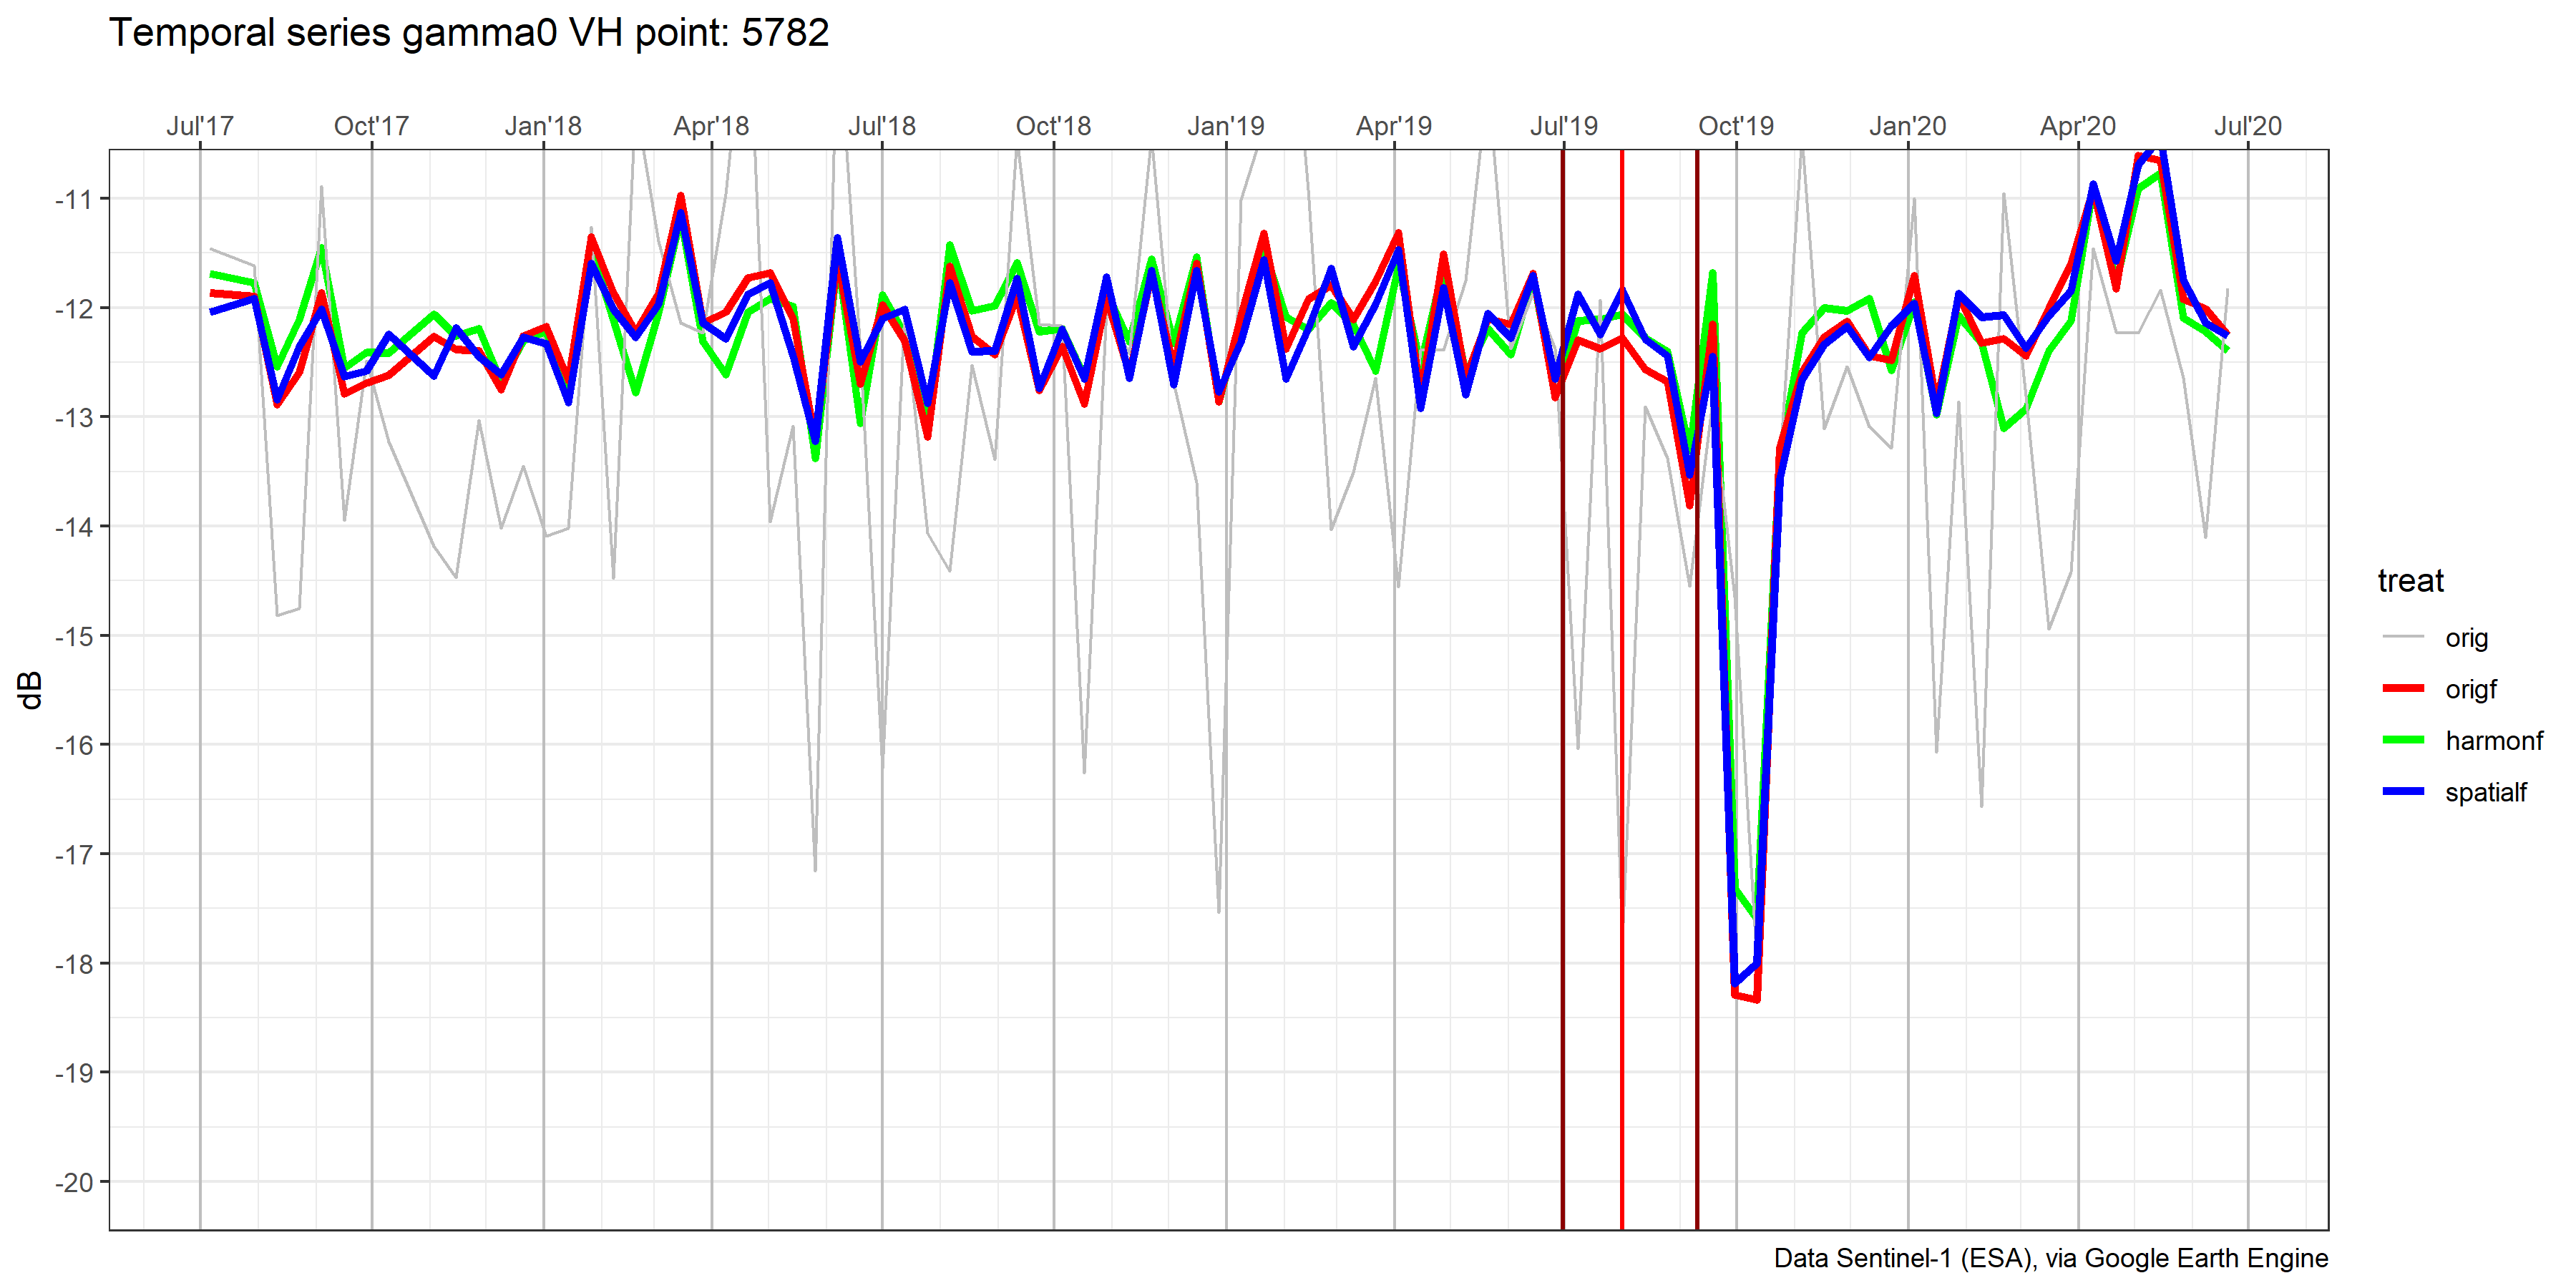 Temporal series gamma0 VH point: 5782
Jul'17 Oct'17 Jan'18 Apr'18 Jul'18 Oct'18 Jan'19 Apr'19 Jul'19 Oct'19 Jan'20 Apr'20 Jul'20
-11
-12
-13
-14
-15
-16
-17
-18
-19
-20
dB
treat
orig
origf
harmonf
spatialf
Data Sentinel-1 (ESA), via Google Earth Engine